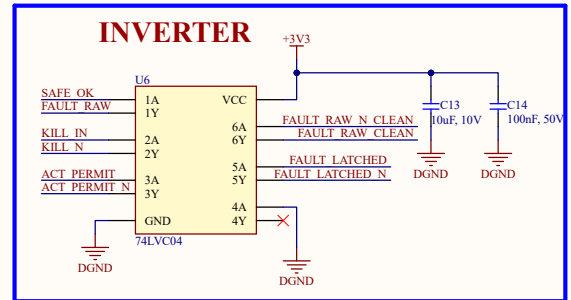 INVERTER
+3V3
U6
SAFE_OK
1A
VCC
FAULT_RAW
1Y
C13
10uF, 10V
C14
100nF, 50V
6A
FAULT_RAW_N_CLEAN
6Y
FAULT_RAW_CLEAN
KILL_IN
2A
KILL_N
2Y
5A
FAULT_LATCHED
5Y
FAULT_LATCHED_N
DGND
DGND
ACT_PERMIT
3A
ACT_PERMIT_N
3Y
4A
GND
4Y
74LVC04
DGND
DGND